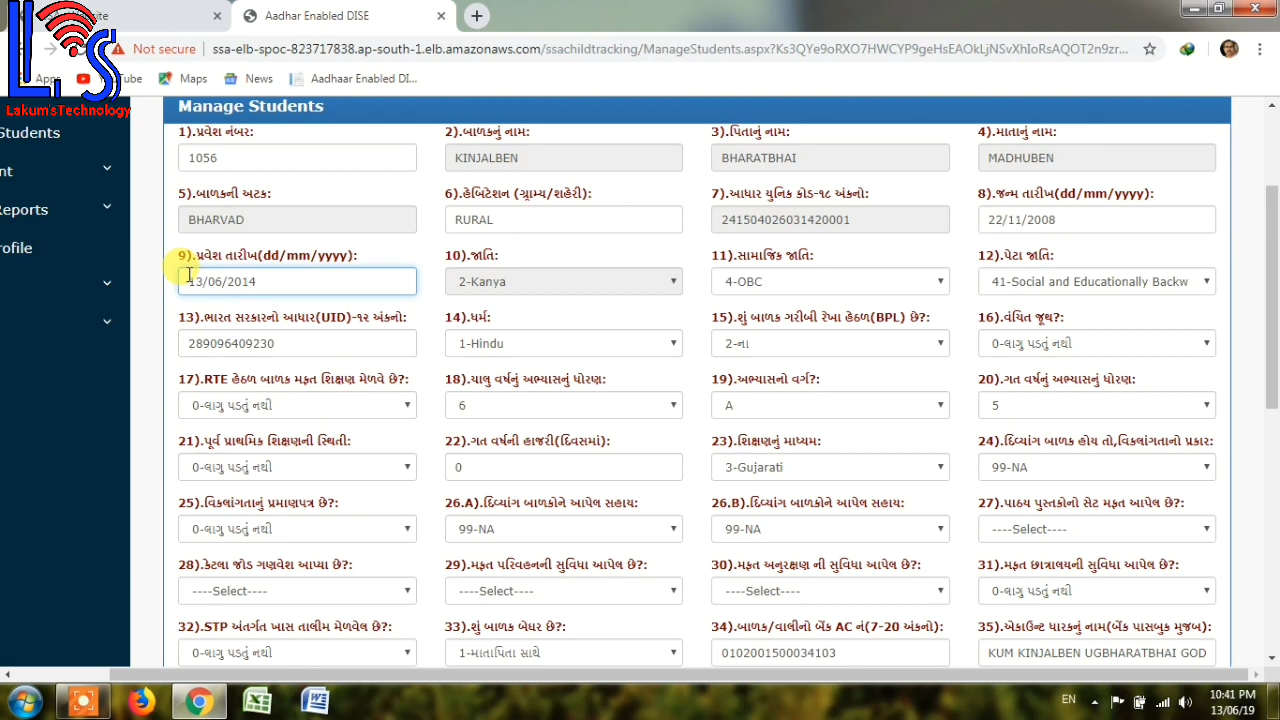 site
Aadhar Enabled DISE
Not secure
ssa-elb-spoc-823717838.ap-south-1.elb.amazonaws.com/ssachildtracking/ManageStudents.aspx?Ks3QYe9oRXO7HWCYP9geHsEAOkLjNSvXhIoRsAQOT2n9zr...
Apps YouTube Maps News Aadhaar Enabled DI...
L.S
Lakum'sTechnology
Students
nt
Reports
rofile
Manage Students
1).પ્રવેશ નંબર: 2).બાળકનું નામ: 3).પિતાનું નામ: 4).માતાનું નામ:
1056 KINJALBEN BHARATBHAI MADHUBEN
5).બાળકની અટક: 6).હેબિટેશન (ગ્રામ્ય/શહેરી): 7).આધાર યુનિક કોડ-૧૮ અંકનો: 8).જન્મ તારીખ(dd/mm/yyyy):
BHARVAD RURAL 241504026031420001 22/11/2008
9).પ્રવેશ તારીખ(dd/mm/yyyy): 10).જાતિ: 11).સામાજિક જાતિ: 12).પેટા જાતિ:
13/06/2014 2-Kanya 4-OBC 41-Social and Educationally Backw
13).ભારત સરકારનો આધાર(UID)-૧૨ અંકનો: 14).ધર્મ: 15).શું બાળક ગરીબી રેખા હેઠળ(BPL) છે?: 16).વંચિત જૂથ?:
289096409230 1-Hindu 2-ના 0-લાગુ પડતું નથી
17).RTE હેઠળ બાળક મફત શિક્ષણ મેળવે છે?: 18).ચાલુ વર્ષનું અભ્યાસનું ધોરણ: 19).અભ્યાસનો વર્ગ?: 20).ગત વર્ષનું અભ્યાસનું ધોરણ:
0-લાગુ પડતું નથી 6 A 5
21).પૂર્વ પ્રાથમિક શિક્ષણની સ્થિતી: 22).ગત વર્ષની હાજરી(દિવસમાં): 23).શિક્ષણનું માધ્યમ: 24).દિવ્યાંગ બાળક હોય તો,વિકલાંગતાનો પ્રકાર:
0-લાગુ પડતું નથી 0 3-Gujarati 99-NA
25).વિકલાંગતાનું પ્રમાણપત્ર છે?: 26.A).દિવ્યાંગ બાળકોને આપેલ સહાય: 26.B).દિવ્યાંગ બાળકોને આપેલ સહાય: 27).પાઠય પુસ્તકોનો સેટ મફત આપેલ છે?:
0-લાગુ પડતું નથી 99-NA 99-NA ----Select----
28).કેટલા જોડ ગણવેશ આપ્યા છે?: 29).મફત પરિવહનની સુવિધા આપેલ છે?: 30).મફત અનુરક્ષણ ની સુવિધા આપેલ છે?: 31).મફત છાત્રાલયની સુવિધા આપેલ છે?:
----Select---- ----Select---- ----Select---- 0-લાગુ પડતું નથી
32).STP અંતર્ગત ખાસ તાલીમ મેળવેલ છે?: 33).શું બાળક બેઘર છે?: 34).બાળક/વાલીનો બેંક AC નં(7-20 અંકનો): 35).એકાઉન્ટ ધારકનું નામ(બેંક પાસબુક મુજબ):
0-લાગુ પડતું નથી 1-માતાપિતા સાથે 0102001500034103 KUM KINJALBEN UGBHARATBHAI GOD
EN 10:41 PM
13/06/19